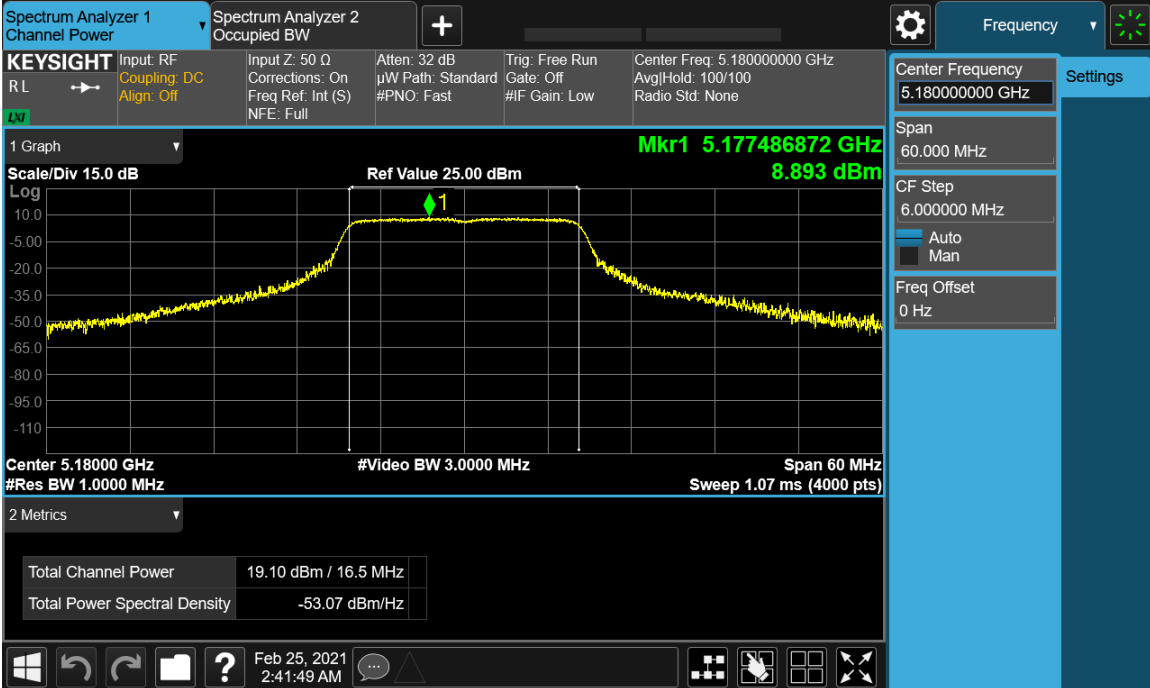 Spectrum Analyzer 1
Channel Power
Spectrum Analyzer 2
Occupied BW
Frequency
KEYSIGHT
R L
LXI
Input: RF
Coupling: DC
Align: Off
Input Z: 50 Ω
Corrections: On
Freq Ref: Int (S)
NFE: Full
Atten: 32 dB
µW Path: Standard
#PNO: Fast
Trig: Free Run
Gate: Off
#IF Gain: Low
Center Freq: 5.180000000 GHz
Avg|Hold: 100/100
Radio Std: None
Center Frequency
5.180000000 GHz
Settings
Span
60.000 MHz
CF Step
6.000000 MHz
Auto
Man
Freq Offset
0 Hz
1 Graph
Mkr1 5.177486872 GHz
8.893 dBm
Scale/Div 15.0 dB
Ref Value 25.00 dBm
Log
1
10.0
-5.00
-20.0
-35.0
-50.0
-65.0
-80.0
-95.0
-110
Center 5.18000 GHz
#Video BW 3.0000 MHz
Span 60 MHz
#Res BW 1.0000 MHz
Sweep 1.07 ms (4000 pts)
2 Metrics
Total Channel Power 19.10 dBm / 16.5 MHz
Total Power Spectral Density -53.07 dBm/Hz
?
Feb 25, 2021
2:41:49 AM